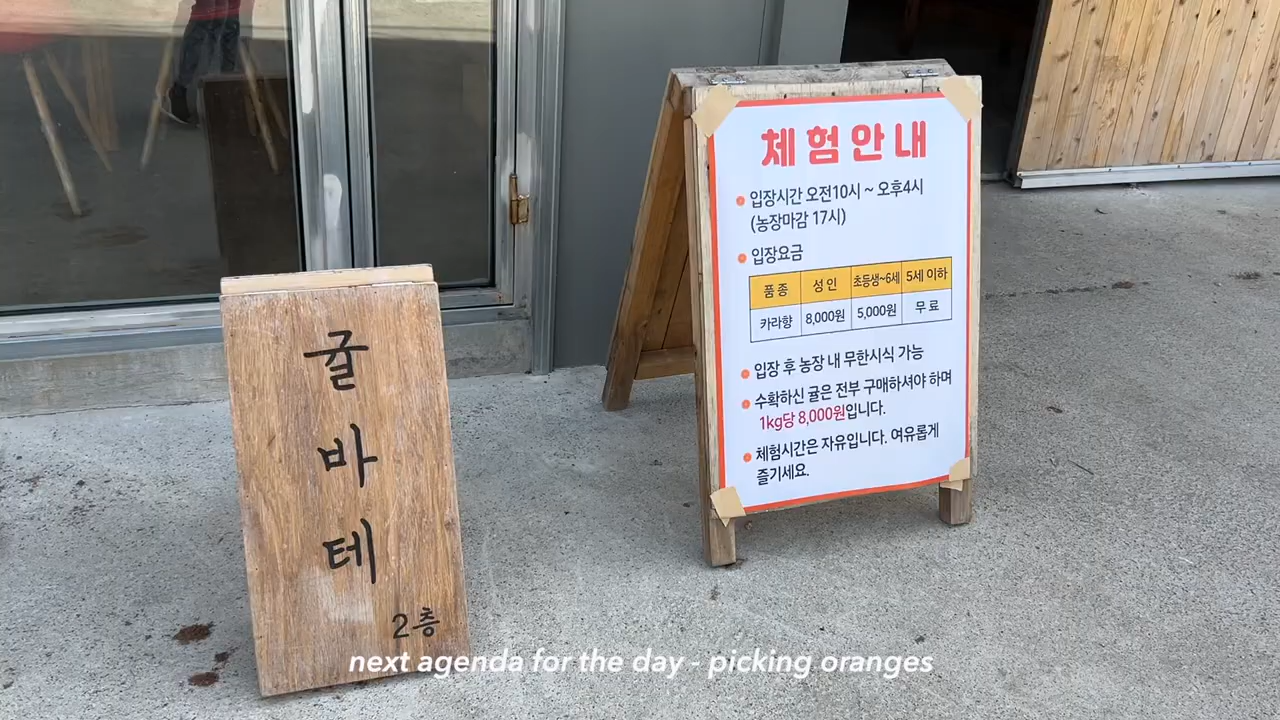 귤
바
테
2층
체험안내
입장시간 오전10시 ~ 오후4시
(농장마감 17시)
입장요금
품종 성인 초등생~6세 5세 이하
카라향 8,000원 5,000원 무료
입장 후 농장 내 무한시식 가능
수확하신 귤은 전부 구매하셔야 하며
1kg당 8,000원입니다.
체험시간은 자유입니다. 여유롭게
즐기세요.
next agenda for the day - picking oranges